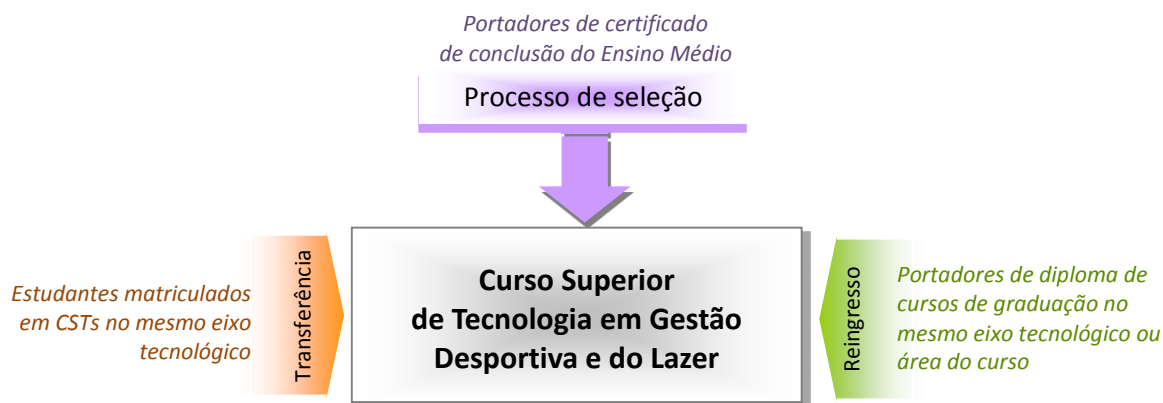 Portadores de certificado
de conclusão do Ensino Médio
Processo de seleção
Estudantes matriculados
em CSTs no mesmo eixo
tecnológico
Transferência
Curso Superior
de Tecnologia em Gestão
Desportiva e do Lazer
Reingresso
Portadores de diploma de
cursos de graduação no
mesmo eixo tecnológico ou
área do curso